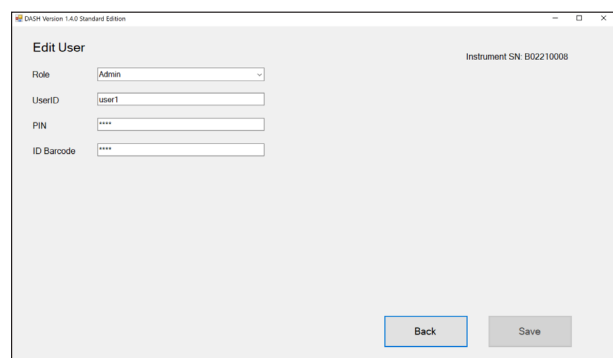 DASH Version 1.4.0 Standard Edition
Edit User
Instrument SN: B02210008
Role Admin
UserID user1
PIN ****
ID Barcode ****
Back Save